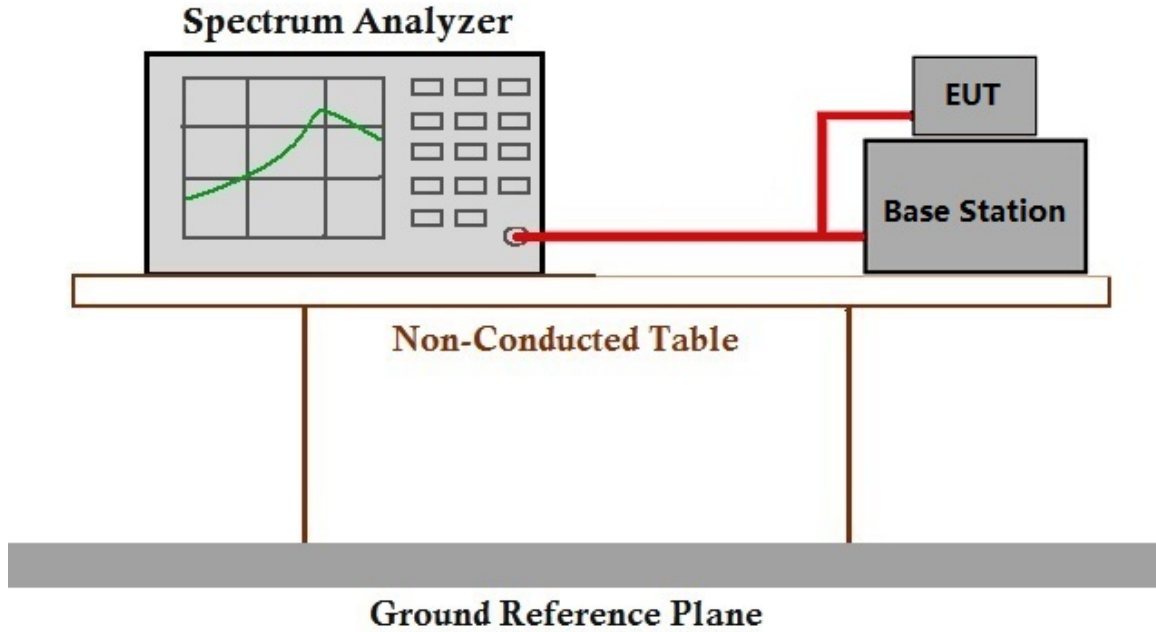 Spectrum Analyzer
EUT
Base Station
Non-Conducted Table
Ground Reference Plane